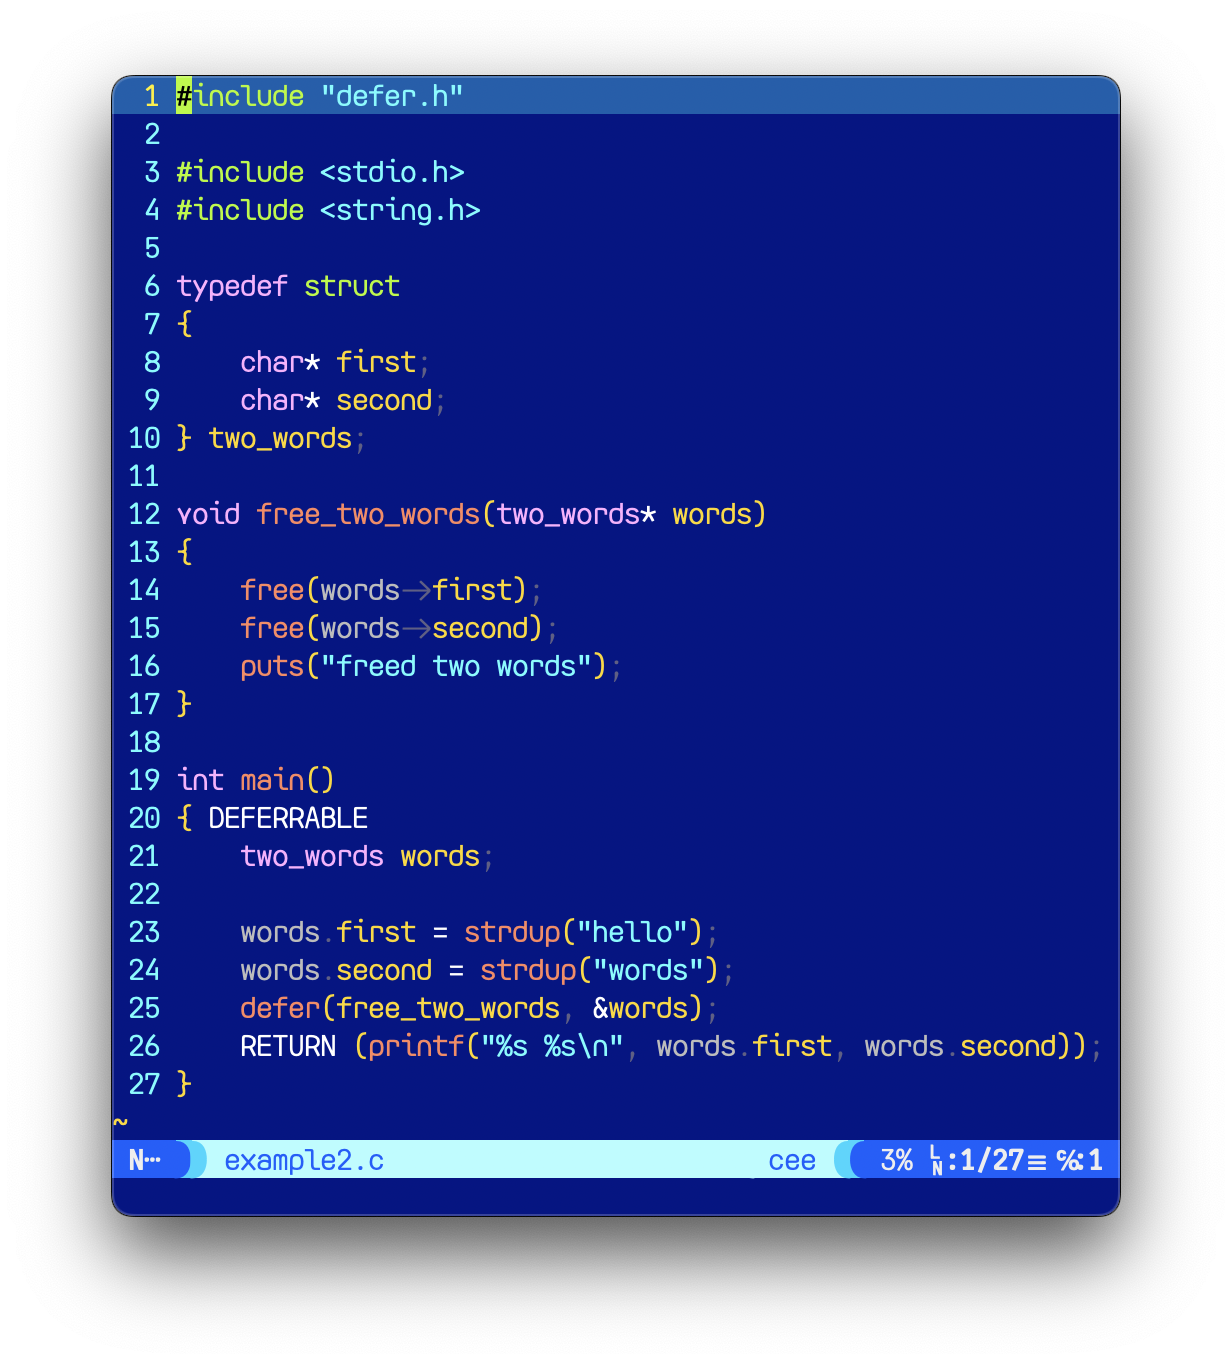 1 #include "defer.h"
2
3 #include <stdio.h>
4 #include <string.h>
5
6 typedef struct
7 {
8     char* first;
9     char* second;
10 } two_words;
11
12 void free_two_words(two_words* words)
13 {
14     free(words->first);
15     free(words->second);
16     puts("freed two words");
17 }
18
19 int main()
20 { DEFERRABLE
21     two_words words;
22
23     words.first = strdup("hello");
24     words.second = strdup("words");
25     defer(free_two_words, &words);
26     RETURN (printf("%s %s\n", words.first, words.second));
27 }
~
N… example2.c cee 3% LN:1/27≡ ℅:1